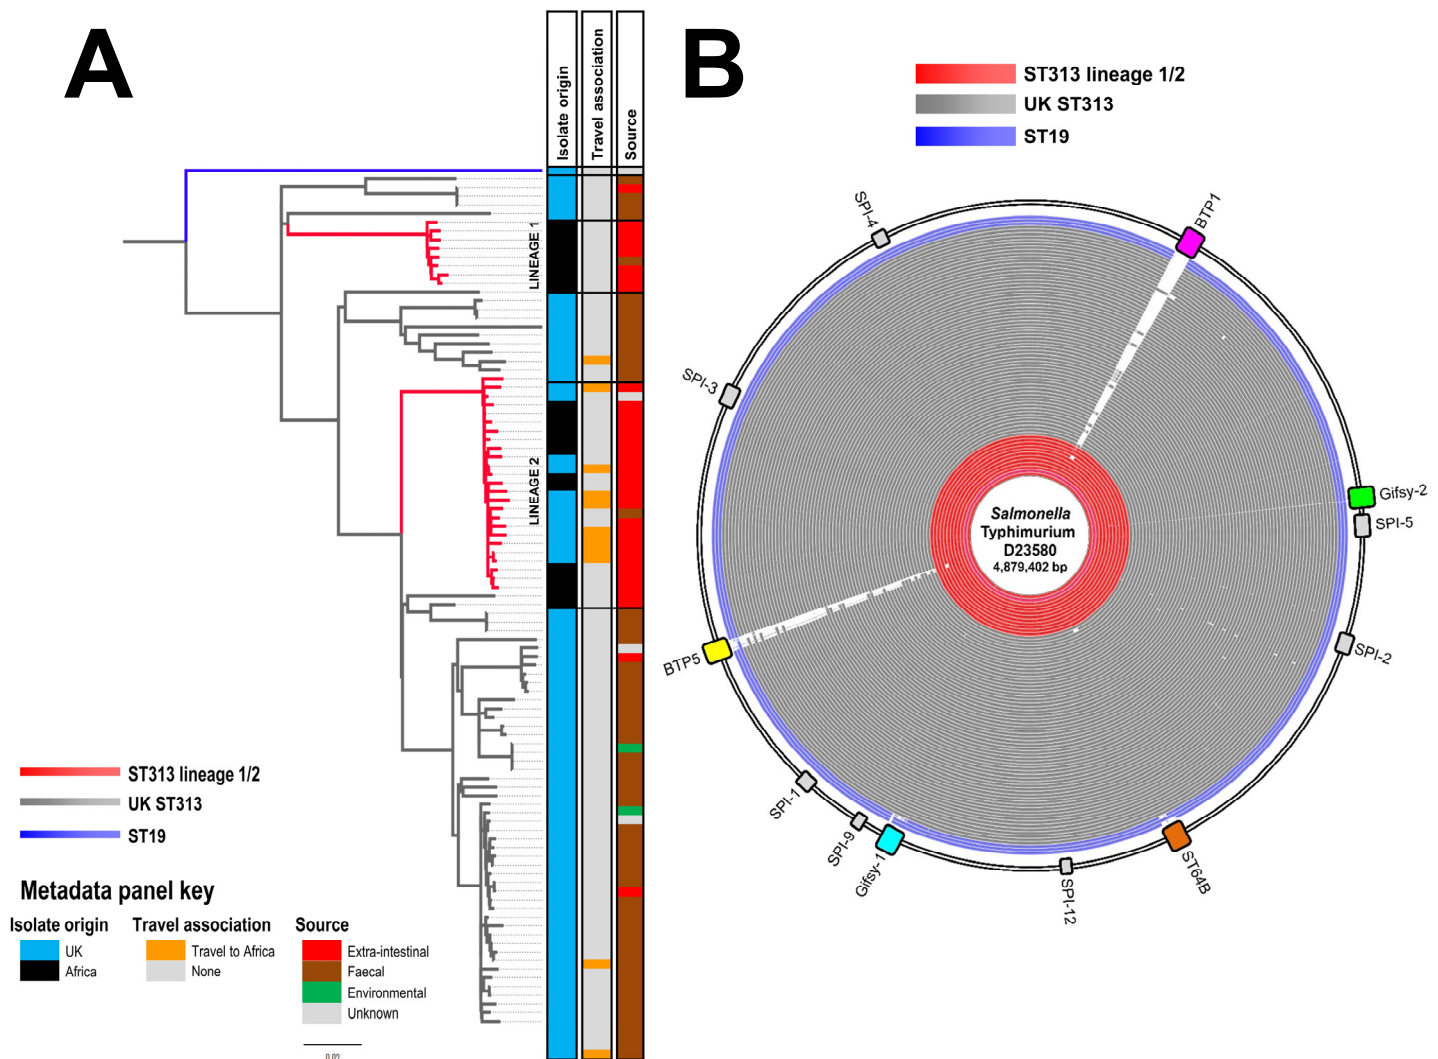 A
Isolate origin
Travel association
Source
LINEAGE 1
LINEAGE 2
ST313 lineage 1/2
UK ST313
ST19
Metadata panel key
Isolate origin
UK
Africa
Travel association
Travel to Africa
None
Source
Extra-intestinal
Faecal
Environmental
Unknown
B
ST313 lineage 1/2
UK ST313
ST19
SPI-4
BTP1
SPI-3
Gifsy-2
SPI-5
Salmonella
Typhimurium
D23580
4,879,402 bp
BTP5
SPI-2
SPI-1
SPI-9
Gifsy-1
SPI-12
ST64B